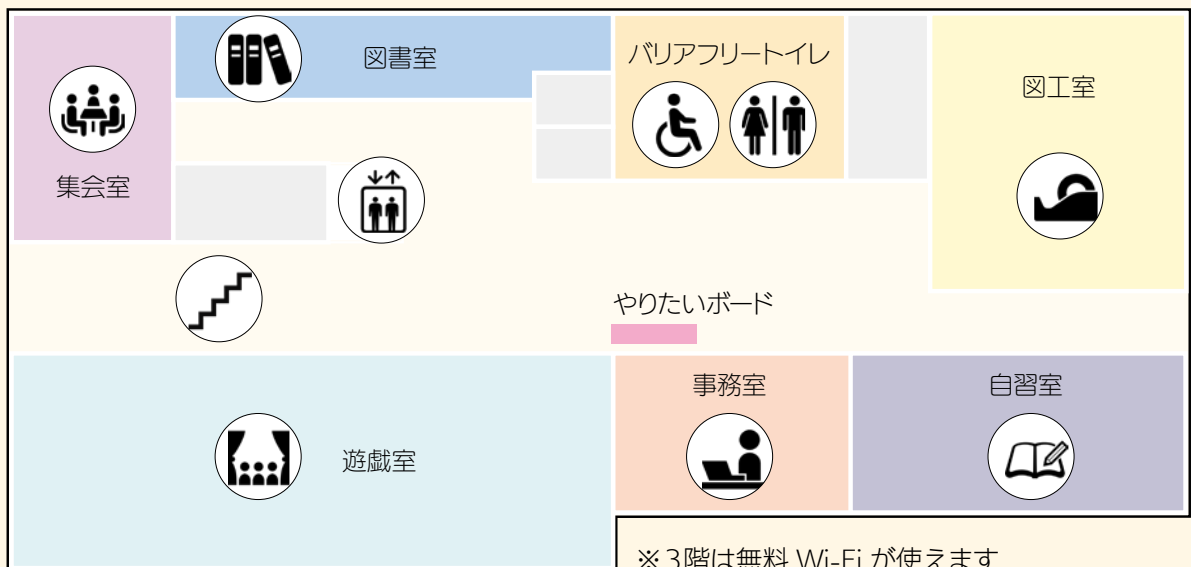 図書室
バリアフリートイレ
図工室
集会室
やりたいボード
事務室
自習室
遊戯室
※3階は無料 Wi-Fi が使えます